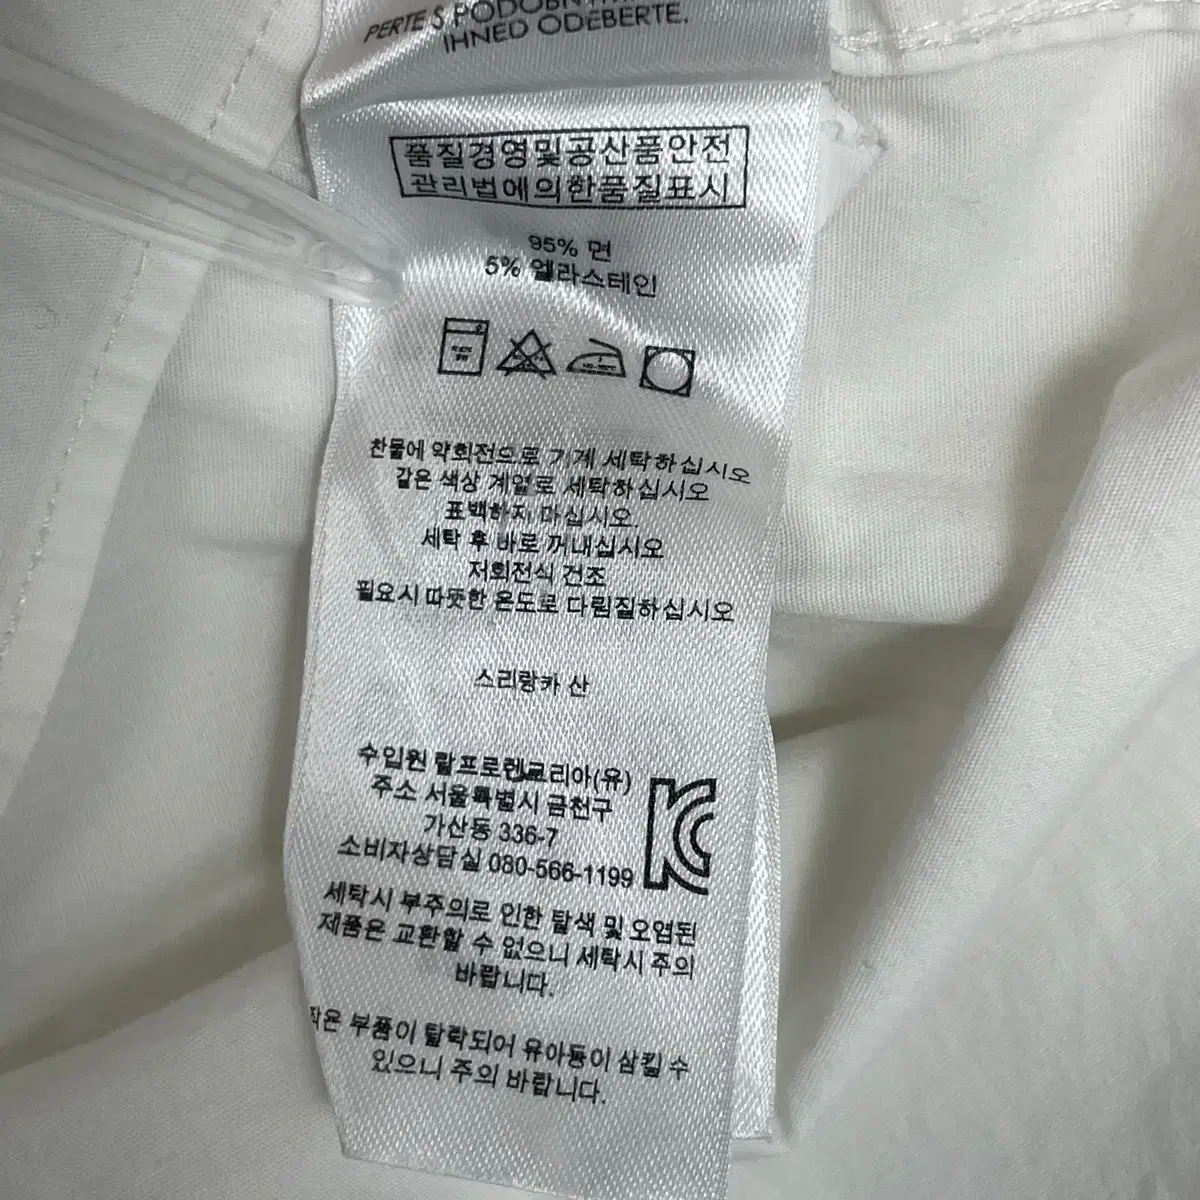 PERTE S PODOBN
IHNED ODEBERTE.
품질경영및공산품안전
관리법에의한품질표시
95% 면
5% 엘라스테인
찬물에 약회전으로 기계 세탁하십시오
같은 색상 계열로 세탁하십시오
표백하지 마십시오.
세탁 후 바로 꺼내십시오
저회전식 건조
필요시 따뜻한 온도로 다림질하십시오
스리랑카 산
수입원 랄프로렌코리아(유)
주소 서울특별시 금천구
가산동 336-7
소비자상담실 080-566-1199
세탁시 부주의로 인한 탈색 및 오염된
제품은 교환할 수 없으니 세탁시 주의
바랍니다.
작은 부품이 탈락되어 유아등이 삼킬 수
있으니 주의 바랍니다.